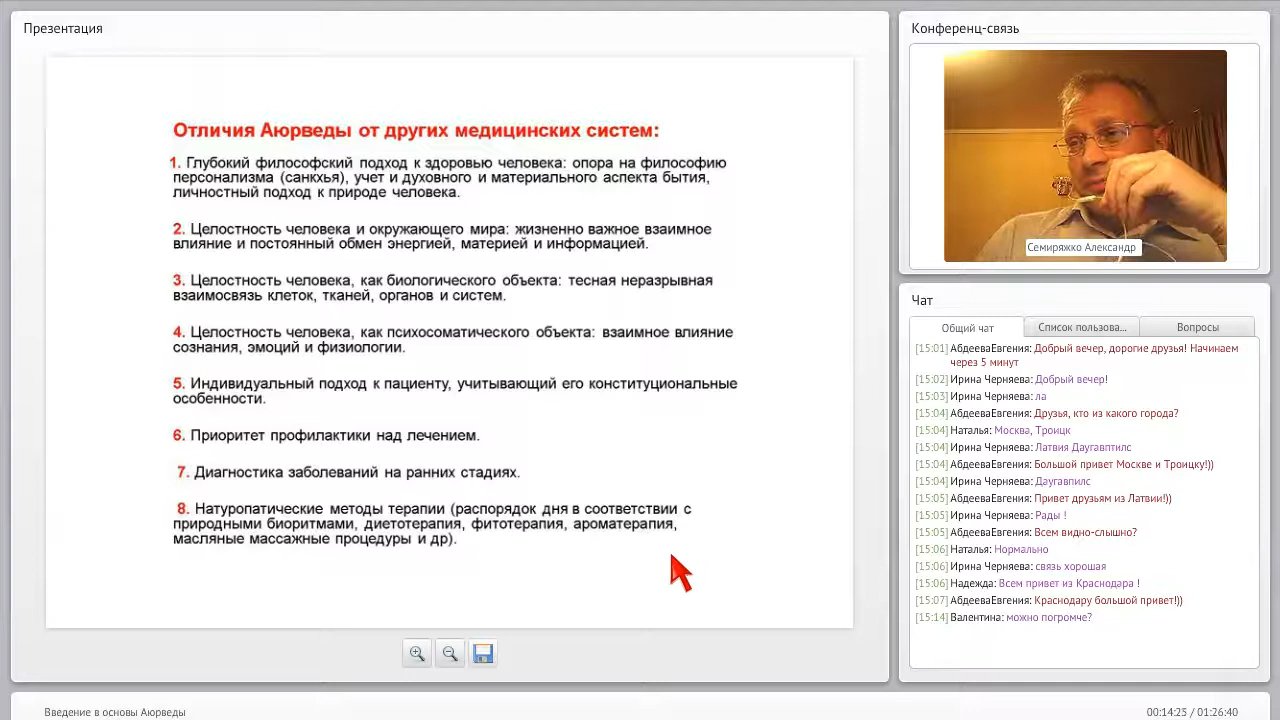 Презентация
Отличия Аюрведы от других медицинских систем:
1. Глубокий философский подход к здоровью человека: опора на философию
персонализма (санкхья), учет и духовного и материального аспекта бытия,
личностный подход к природе человека.
2. Целостность человека и окружающего мира: жизненно важное взаимное
влияние и постоянный обмен энергией, материей и информацией.
3. Целостность человека, как биологического объекта: тесная неразрывная
взаимосвязь клеток, тканей, органов и систем.
4. Целостность человека, как психосоматического объекта: взаимное влияние
сознания, эмоций и физиологии.
5. Индивидуальный подход к пациенту, учитывающий его конституциональные
особенности.
6. Приоритет профилактики над лечением.
7. Диагностика заболеваний на ранних стадиях.
8. Натуропатические методы терапии (распорядок дня в соответствии с
природными биоритмами, диетотерапия, фитотерапия, ароматерапия,
масляные массажные процедуры и др).
Конференц-связь
Семиряжко Александр
Чат
Общий чат
Список пользова...
Вопросы
[15:01] АбдееваЕвгения: Добрый вечер, дорогие друзья! Начинаем
через 5 минут
[15:02] Ирина Черняева: Добрый вечер!
[15:03] Ирина Черняева: ла
[15:04] АбдееваЕвгения: Друзья, кто из какого города?
[15:04] Наталья: Москва, Троицк
[15:04] Ирина Черняева: Латвия Даугавптилс
[15:04] АбдееваЕвгения: Большой привет Москве и Троицку!))
[15:04] Ирина Черняева: Даугавпилс
[15:05] АбдееваЕвгения: Привет друзьям из Латвии!))
[15:05] Ирина Черняева: Рады !
[15:05] АбдееваЕвгения: Всем видно-слышно?
[15:06] Наталья: Нормально
[15:06] Ирина Черняева: связь хорошая
[15:06] Надежда: Всем привет из Краснодара !
[15:07] АбдееваЕвгения: Краснодару большой привет!))
[15:14] Валентина: можно погромче?
Введение в основы Аюрведы
00:14:25 / 01:26:40